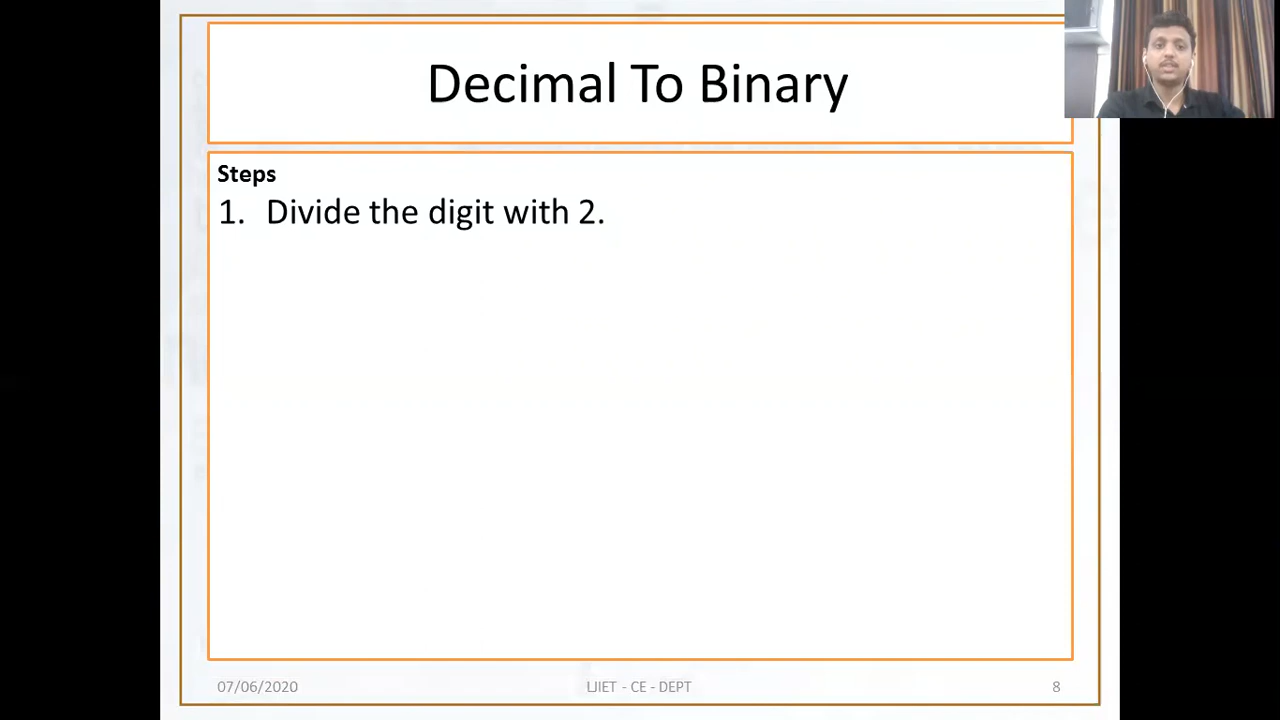 Decimal To Binary
Steps
1. Divide the digit with 2.
07/06/2020
LJIET - CE - DEPT
8